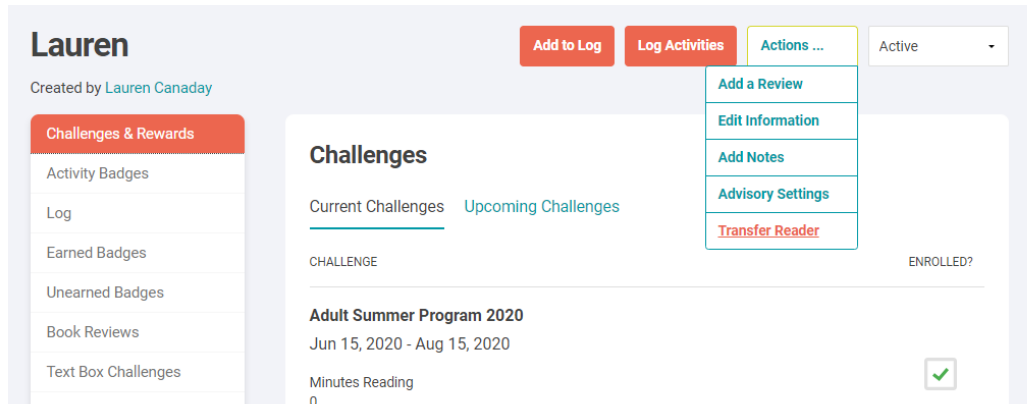 Lauren
Add to Log
Log Activities
Actions ...
Active
Created by Lauren Canaday
Add a Review
Edit Information
Add Notes
Advisory Settings
Transfer Reader
Challenges & Rewards
Activity Badges
Log
Earned Badges
Unearned Badges
Book Reviews
Text Box Challenges
Challenges
Current Challenges Upcoming Challenges
CHALLENGE ENROLLED?
Adult Summer Program 2020
Jun 15, 2020 - Aug 15, 2020
Minutes Reading
0